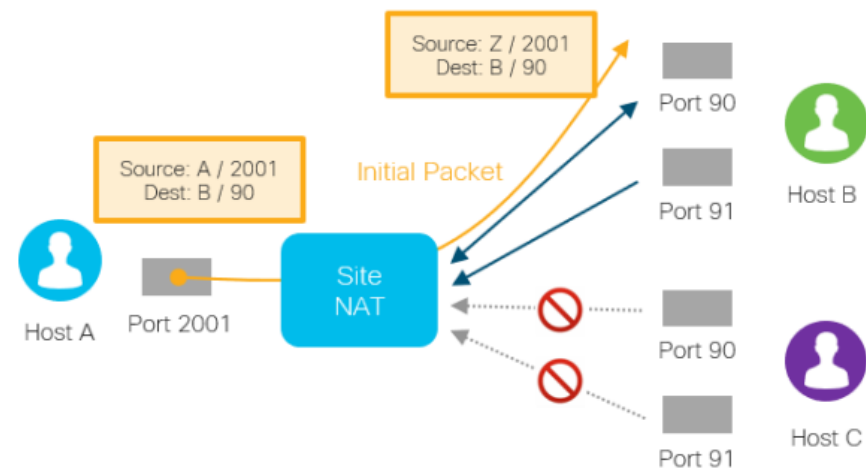 Source: Z / 2001
Dest: B / 90
Port 90
Source: A / 2001
Dest: B / 90
Initial Packet
Port 91
Host B
Site
NAT
Host A
Port 2001
Port 90
Host C
Port 91